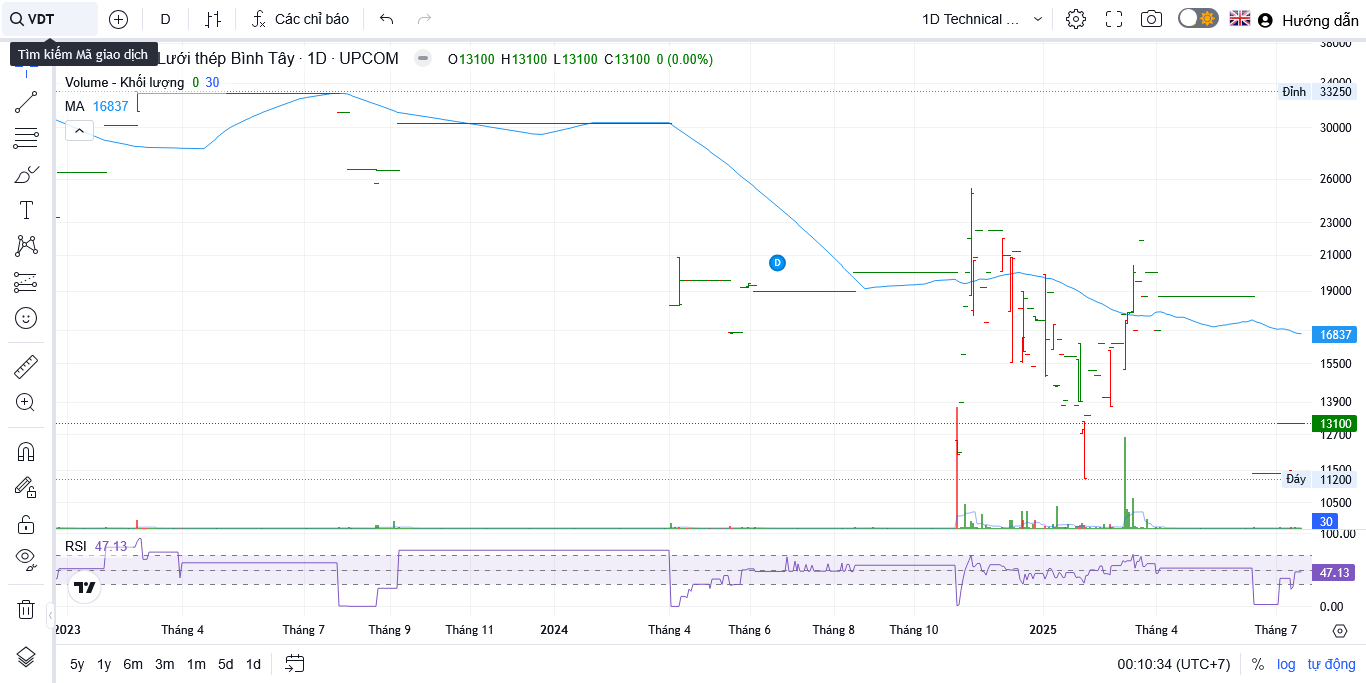 VDT
D
Các chỉ báo
1D Technical ...
Hướng dẫn
Tìm kiếm Mã giao dịch
Lưới thép Bình Tây · 1D · UPCOM
O13100 H13100 L13100 C13100 0 (0.00%)
Volume - Khối lượng 0 30
MA 16837
38000
34000
Đỉnh 33250
30000
26000
23000
21000
19000
16837
15500
13900
13100
12700
11500
Đáy 11200
10500
30
D
RSI 47.13
100.00
47.13
0.00
2023
Tháng 4
Tháng 7
Tháng 9
Tháng 11
2024
Tháng 4
Tháng 6
Tháng 8
Tháng 10
2025
Tháng 4
Tháng 7
5y 1y 6m 3m 1m 5d 1d
00:10:34 (UTC+7)
% log tự động